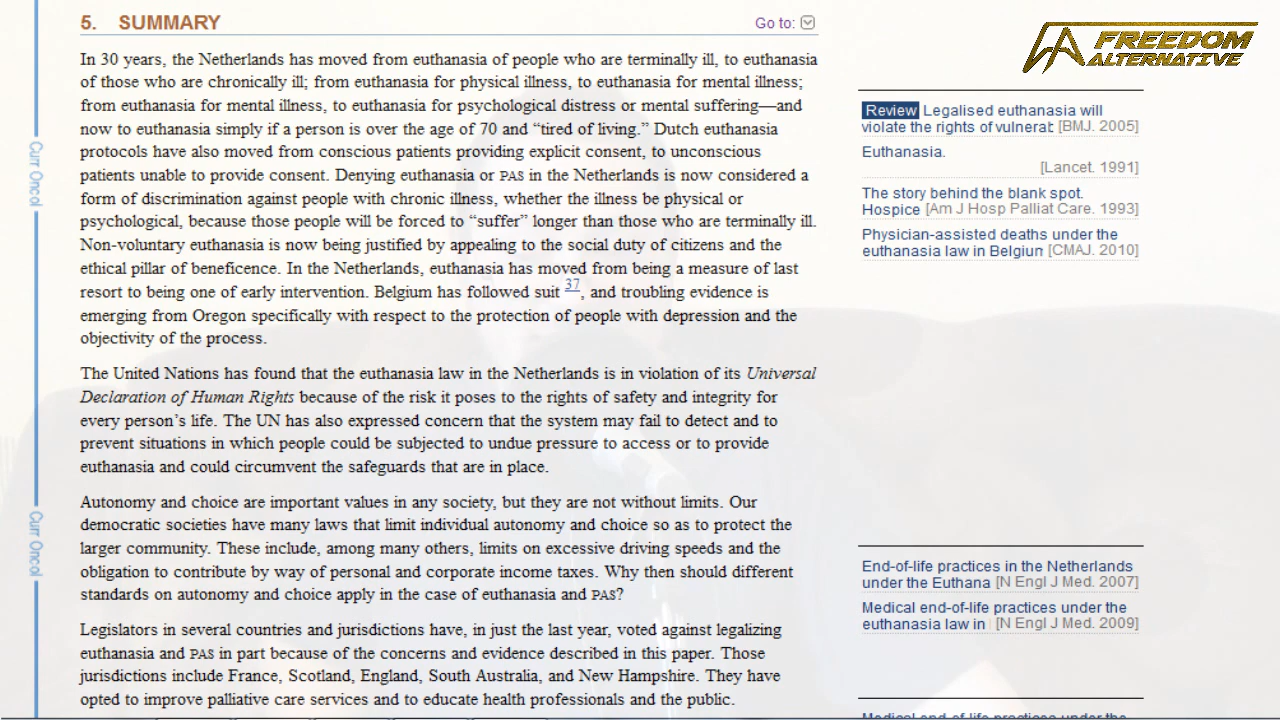 5. SUMMARY
Go to:
In 30 years, the Netherlands has moved from euthanasia of people who are terminally ill, to euthanasia
of those who are chronically ill; from euthanasia for physical illness, to euthanasia for mental illness;
from euthanasia for mental illness, to euthanasia for psychological distress or mental suffering—and
now to euthanasia simply if a person is over the age of 70 and “tired of living.” Dutch euthanasia
protocols have also moved from conscious patients providing explicit consent, to unconscious
patients unable to provide consent. Denying euthanasia or PAS in the Netherlands is now considered a
form of discrimination against people with chronic illness, whether the illness be physical or
psychological, because those people will be forced to “suffer” longer than those who are terminally ill.
Non-voluntary euthanasia is now being justified by appealing to the social duty of citizens and the
ethical pillar of beneficence. In the Netherlands, euthanasia has moved from being a measure of last
resort to being one of early intervention. Belgium has followed suit 37, and troubling evidence is
emerging from Oregon specifically with respect to the protection of people with depression and the
objectivity of the process.
The United Nations has found that the euthanasia law in the Netherlands is in violation of its Universal
Declaration of Human Rights because of the risk it poses to the rights of safety and integrity for
every person’s life. The UN has also expressed concern that the system may fail to detect and to
prevent situations in which people could be subjected to undue pressure to access or to provide
euthanasia and could circumvent the safeguards that are in place.
Autonomy and choice are important values in any society, but they are not without limits. Our
democratic societies have many laws that limit individual autonomy and choice so as to protect the
larger community. These include, among many others, limits on excessive driving speeds and the
obligation to contribute by way of personal and corporate income taxes. Why then should different
standards on autonomy and choice apply in the case of euthanasia and PAS?
Legislators in several countries and jurisdictions have, in just the last year, voted against legalizing
euthanasia and PAS in part because of the concerns and evidence described in this paper. Those
jurisdictions include France, Scotland, England, South Australia, and New Hampshire. They have
opted to improve palliative care services and to educate health professionals and the public.
Curr Oncol
Curr Oncol
FREEDOM
ALTERNATIVE
Review Legalised euthanasia will
violate the rights of vulnerat [BMJ. 2005]
Euthanasia.
[Lancet. 1991]
The story behind the blank spot.
Hospice [Am J Hosp Palliat Care. 1993]
Physician-assisted deaths under the
euthanasia law in Belgiun [CMAJ. 2010]
End-of-life practices in the Netherlands
under the Euthana [N Engl J Med. 2007]
Medical end-of-life practices under the
euthanasia law in [N Engl J Med. 2009]
Medical end-of-life practices under the